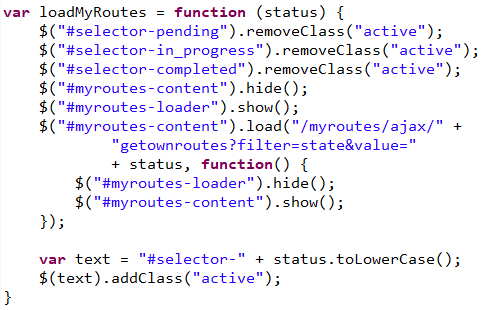 var loadMyRoutes = function (status) {
    $("#selector-pending").removeClass("active");
    $("#selector-in_progress").removeClass("active");
    $("#selector-completed").removeClass("active");
    $("#myroutes-content").hide();
    $("#myroutes-loader").show();
    $("#myroutes-content").load("/myroutes/ajax/" +
            "getownroutes?filter=state&value="
            + status, function() {
        $("#myroutes-loader").hide();
        $("#myroutes-content").show();
    });

    var text = "#selector-" + status.toLowerCase();
    $(text).addClass("active");
}